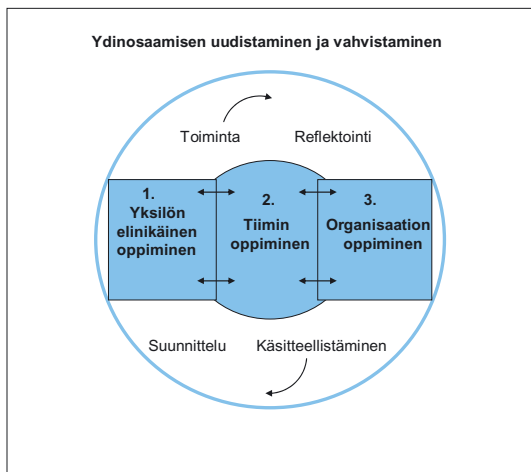 Ydinosaamisen uudistaminen ja vahvistaminen
Toiminta
Reflektointi
1.
Yksilön
elinikäinen
oppiminen
2.
Tiimin
oppiminen
3.
Organisaation
oppiminen
Suunnittelu
Käsitteellistäminen